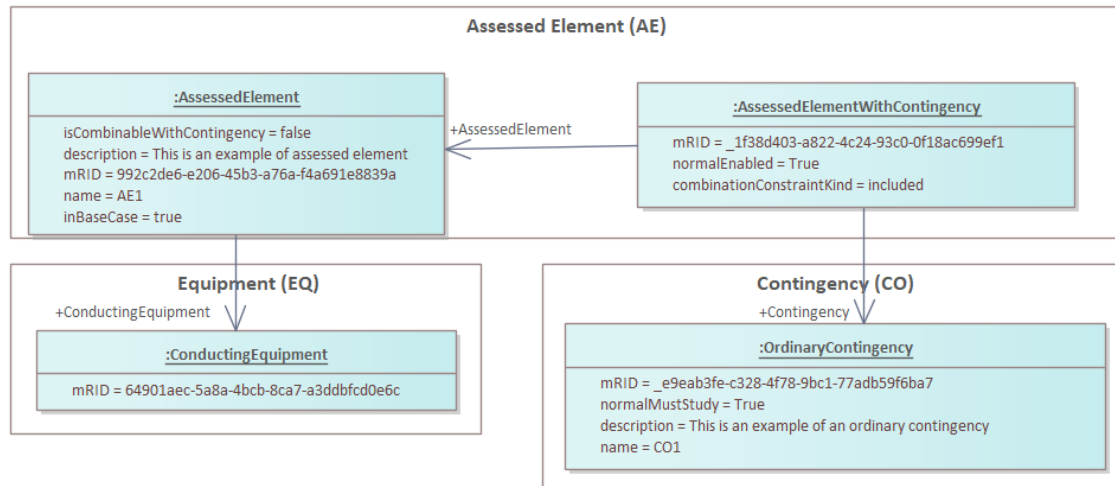 Assessed Element (AE)
:AssessedElement
isCombinableWithContingency = false
description = This is an example of assessed element
mRID = 992c2de6-e206-45b3-a76a-f4a691e8839a
name = AE1
inBaseCase = true
+AssessedElement
:AssessedElementWithContingency
mRID = _1f38d403-a822-4c24-93c0-0f18ac699ef1
normalEnabled = True
combinationConstraintKind = included
Equipment (EQ)
+ConductingEquipment
:ConductingEquipment
mRID = 64901aec-5a8a-4bcb-8ca7-a3ddbfcd0e6c
Contingency (CO)
+Contingency
:OrdinaryContingency
mRID = _e9eab3fe-c328-4f78-9bc1-77adb59f6ba7
normalMustStudy = True
description = This is an example of an ordinary contingency
name = CO1